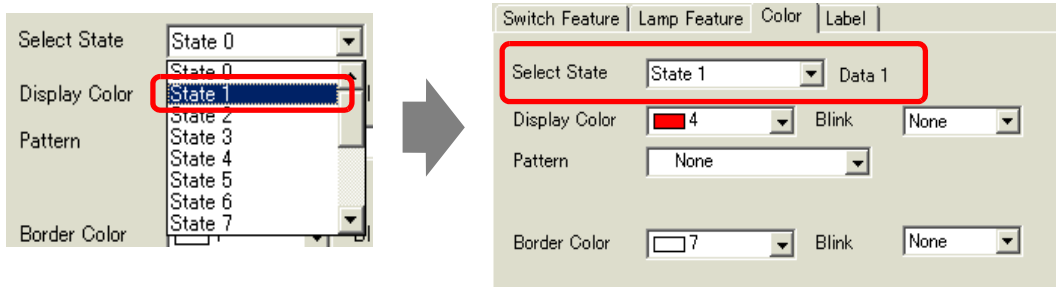 Select State State 0
State 0
State 1
Display Color
State 2
Pattern State 3
State 4
State 5
State 6
State 7
Border Color
Switch Feature Lamp Feature Color Label
Select State State 1 Data 1
Display Color 4 Blink None
Pattern None
Border Color 7 Blink None